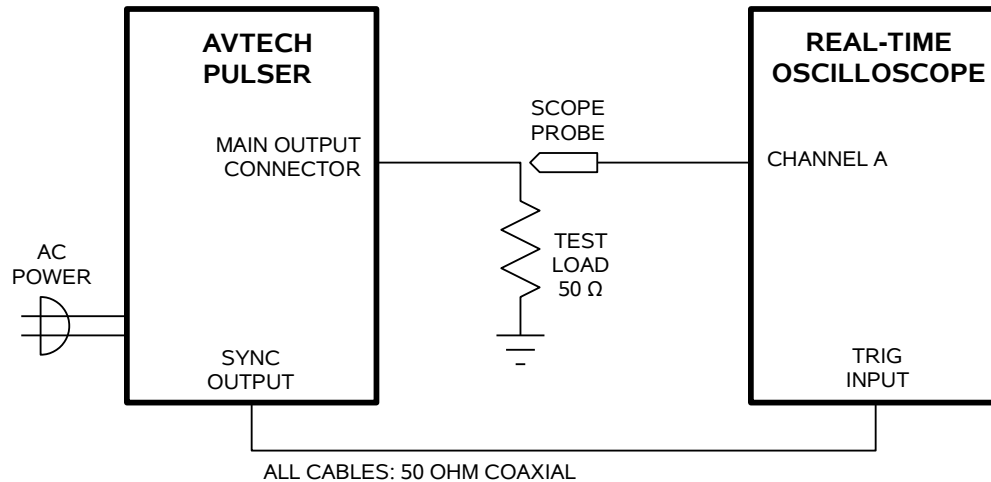 AVTECH
PULSER
REAL-TIME
OSCILLOSCOPE
SCOPE
PROBE
MAIN OUTPUT
CONNECTOR
CHANNEL A
TEST
LOAD
50 Ω
AC
POWER
SYNC
OUTPUT
TRIG
INPUT
ALL CABLES: 50 OHM COAXIAL